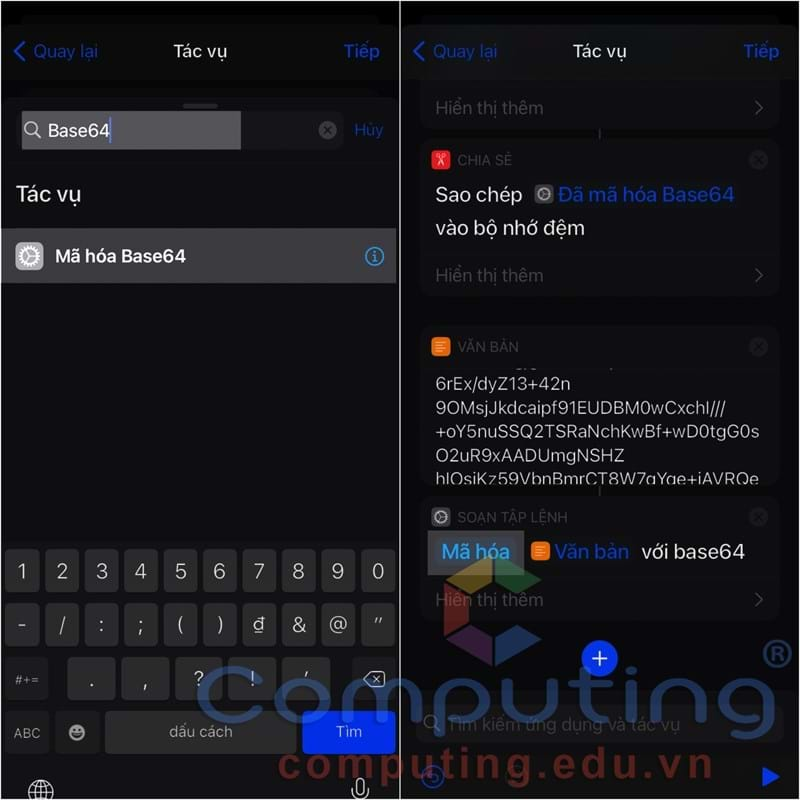 Quay lại
Tác vụ
Tiếp
Base64
Hủy
Tác vụ
Mã hóa Base64
1 2 3 4 5 6 7 8 9 0
- / : ; ( ) đ & @ "
#+= . , ? ! ′
ABC
dấu cách
Tìm
Quay lại
Tác vụ
Tiếp
Hiển thị thêm
CHIA SẺ
Sao chép Đã mã hóa Base64
vào bộ nhớ đệm
Hiển thị thêm
VĂN BẢN
6rEx/dyZ13+42n
9OMsjJkdcaipf91EUDBM0wCxchI///
+oY5nuSSQ2TSRaNchKwBf+wD0tgG0s
O2uR9xAADUmgNSHZ
SOẠN TẬP LỆNH
Mã hóa Văn bản với base64
Hiển thị thêm
Computing ®
Tìm kiếm ứng dụng và tác vụ
computing.edu.vn